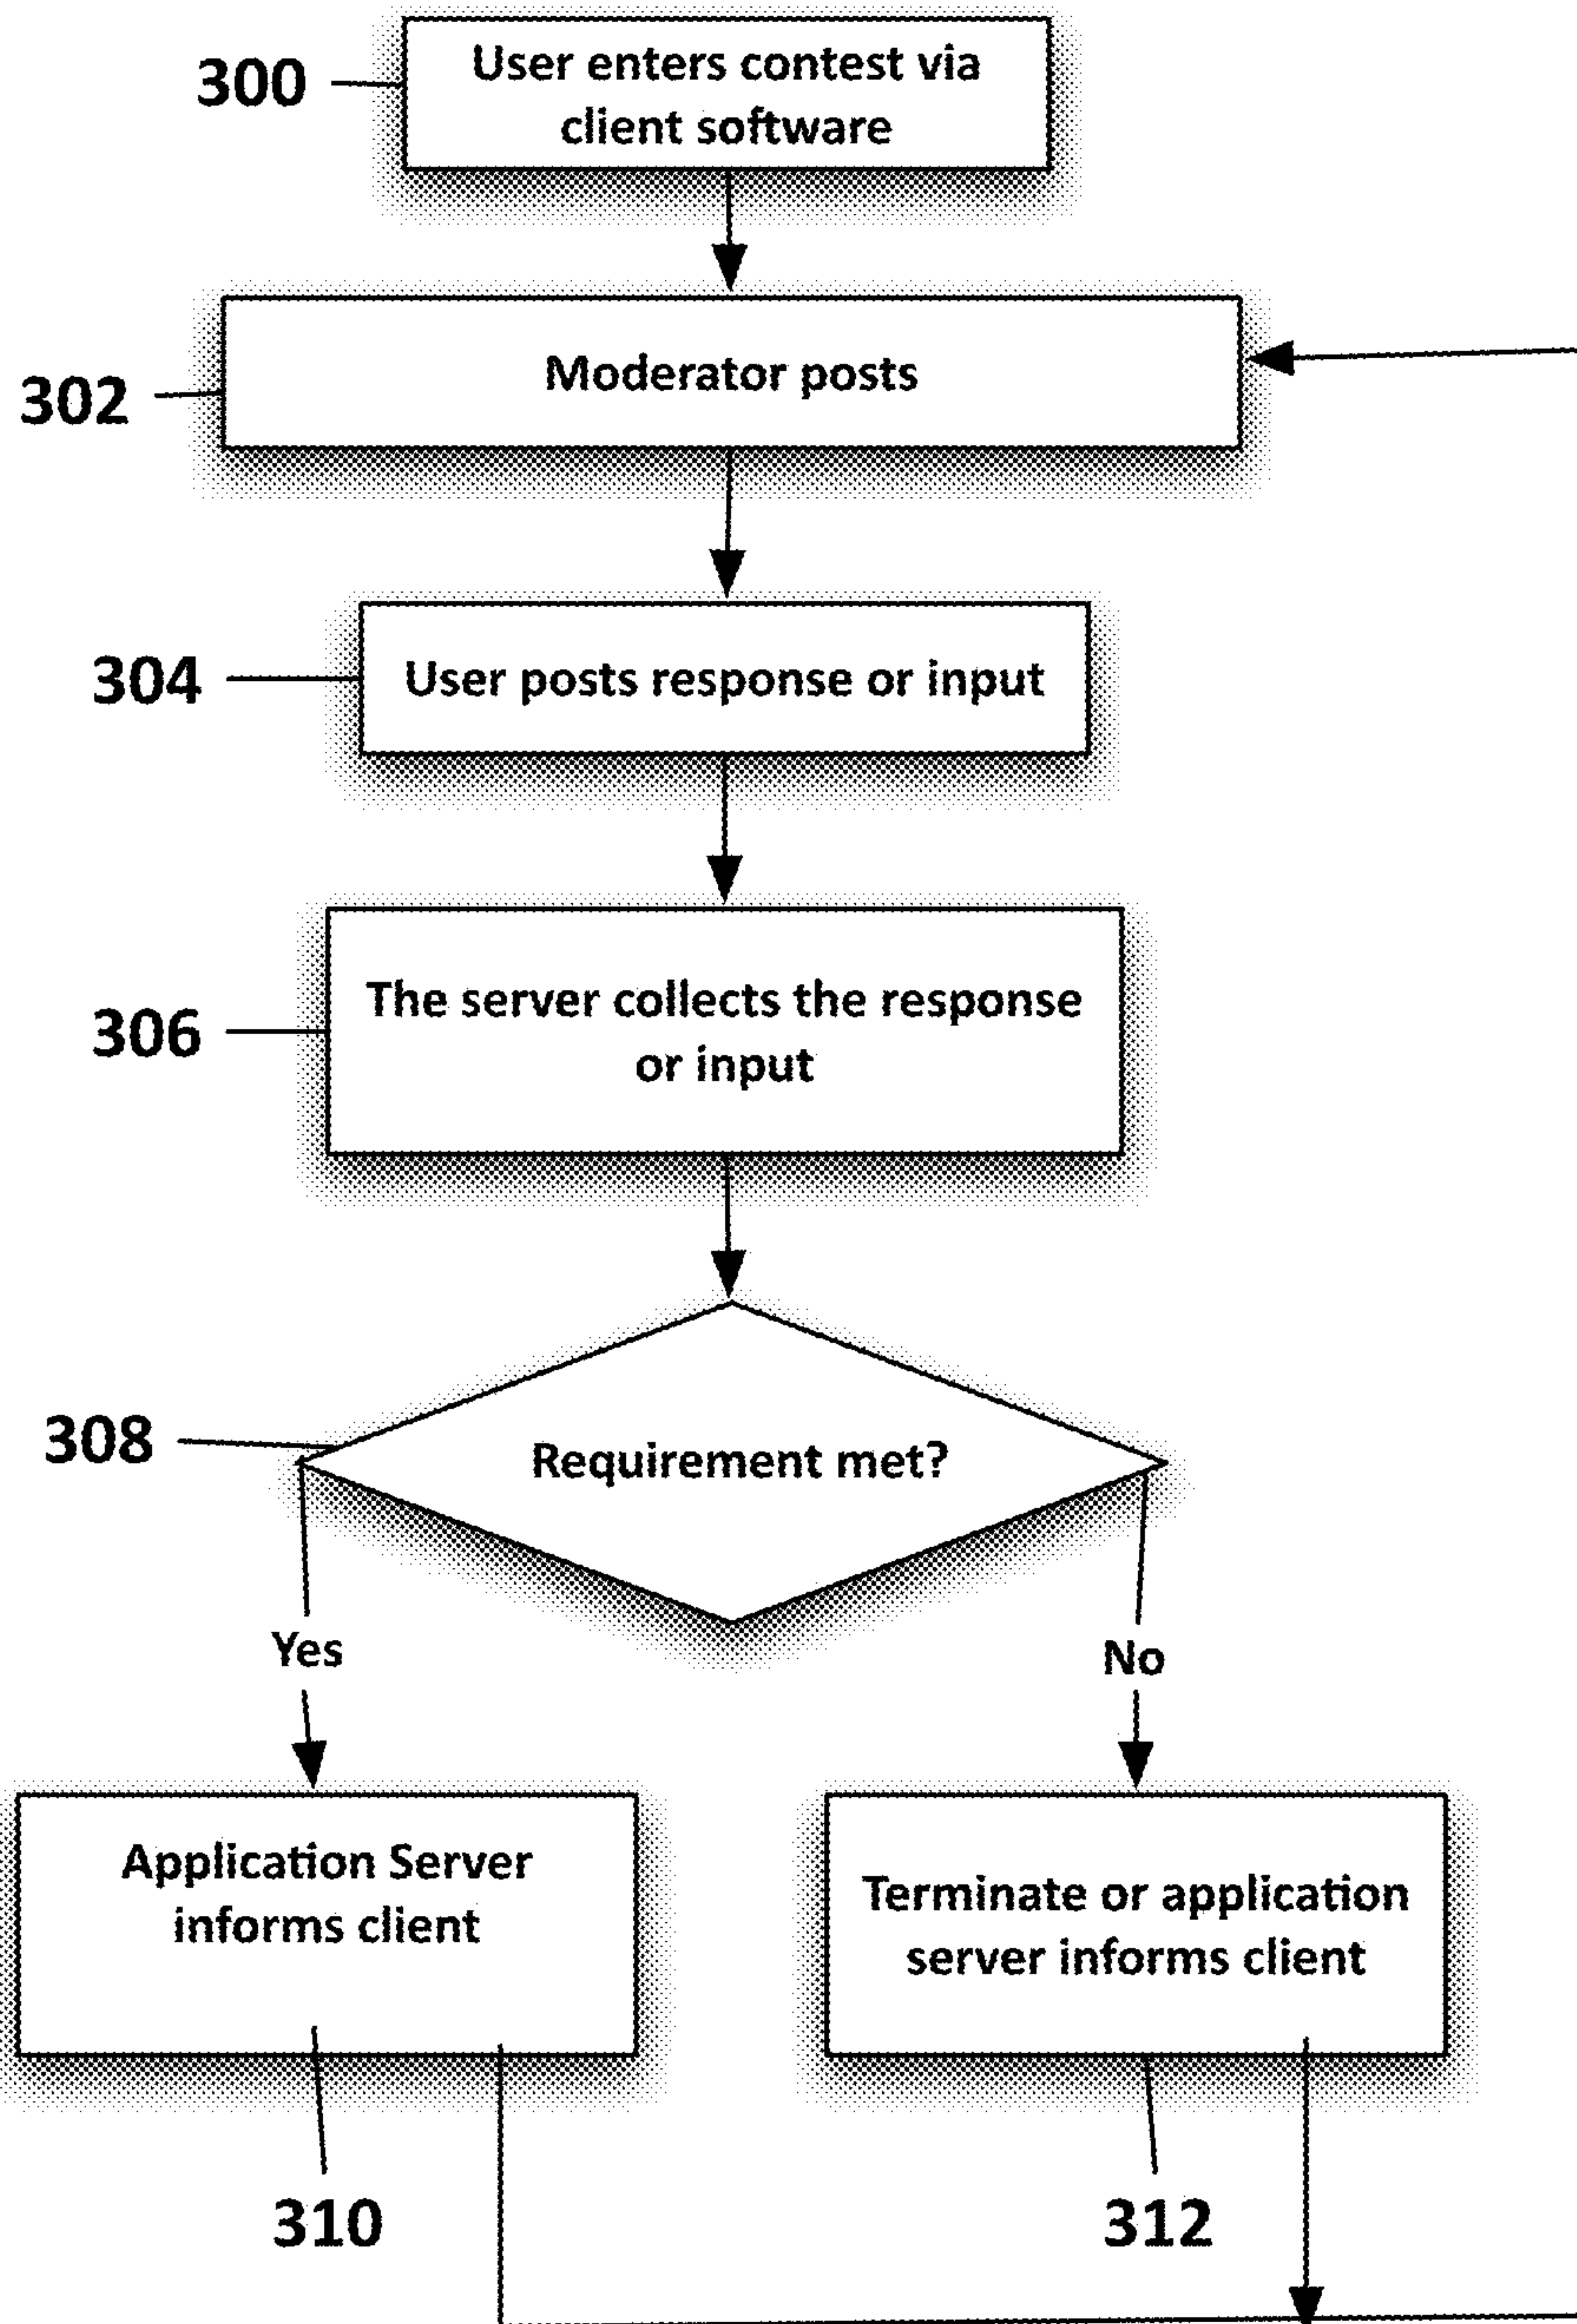 300
User enters contest via
client software
302
Moderator posts
304
User posts response or input
306
The server collects the response
or input
308
Requirement met?
Yes
No
Application Server
informs client
Terminate or application
server informs client
310
312